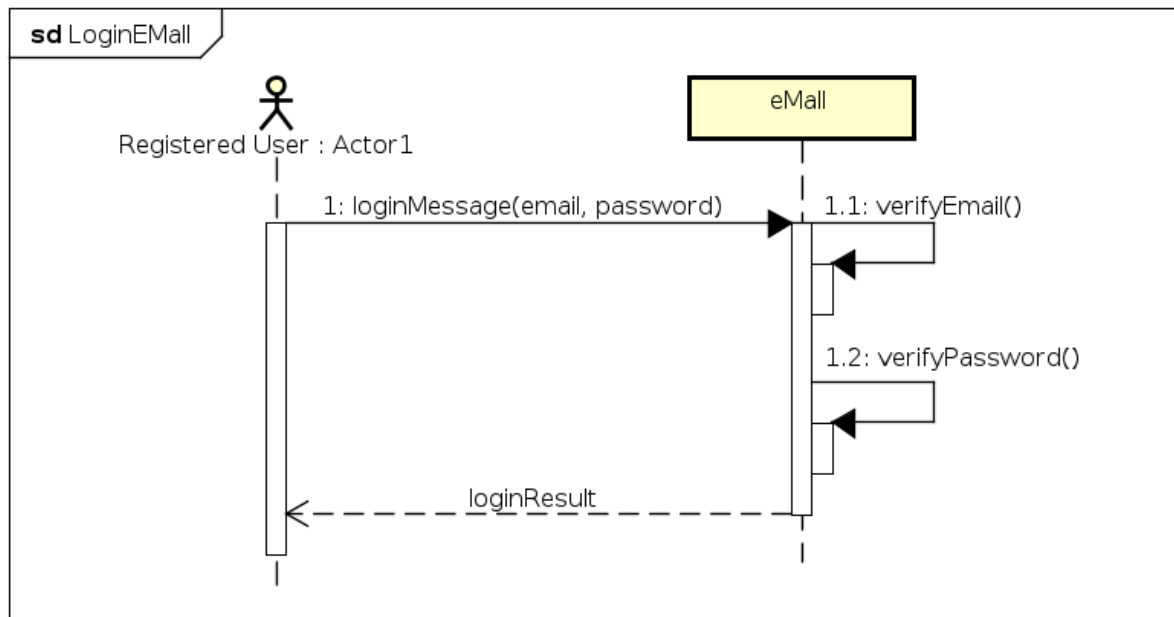 sd LoginEMall
eMall
Registered User : Actor1
1: loginMessage(email, password)
1.1: verifyEmail()
1.2: verifyPassword()
loginResult